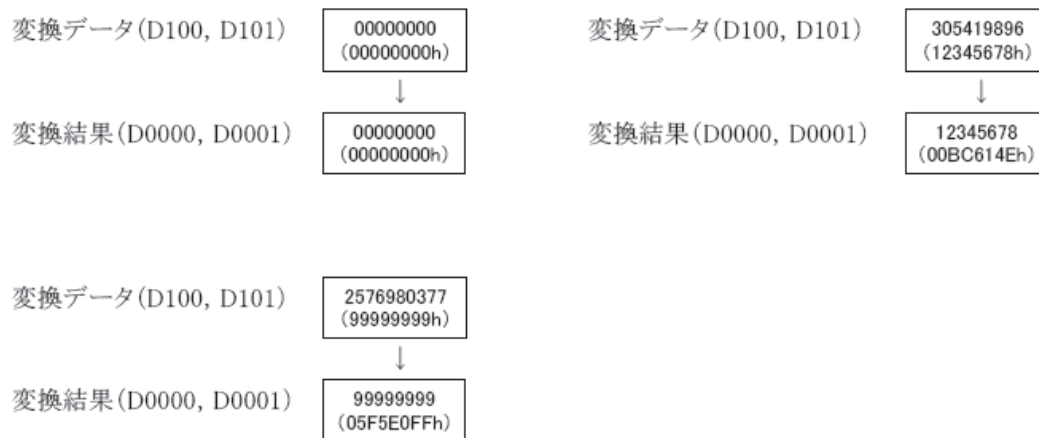 変換データ(D100, D101)
00000000
(00000000h)
↓
変換結果(D0000, D0001)
00000000
(00000000h)
変換データ(D100, D101)
305419896
(12345678h)
↓
変換結果(D0000, D0001)
12345678
(00BC614Eh)
変換データ(D100, D101)
2576980377
(99999999h)
↓
変換結果(D0000, D0001)
99999999
(05F5E0FFh)